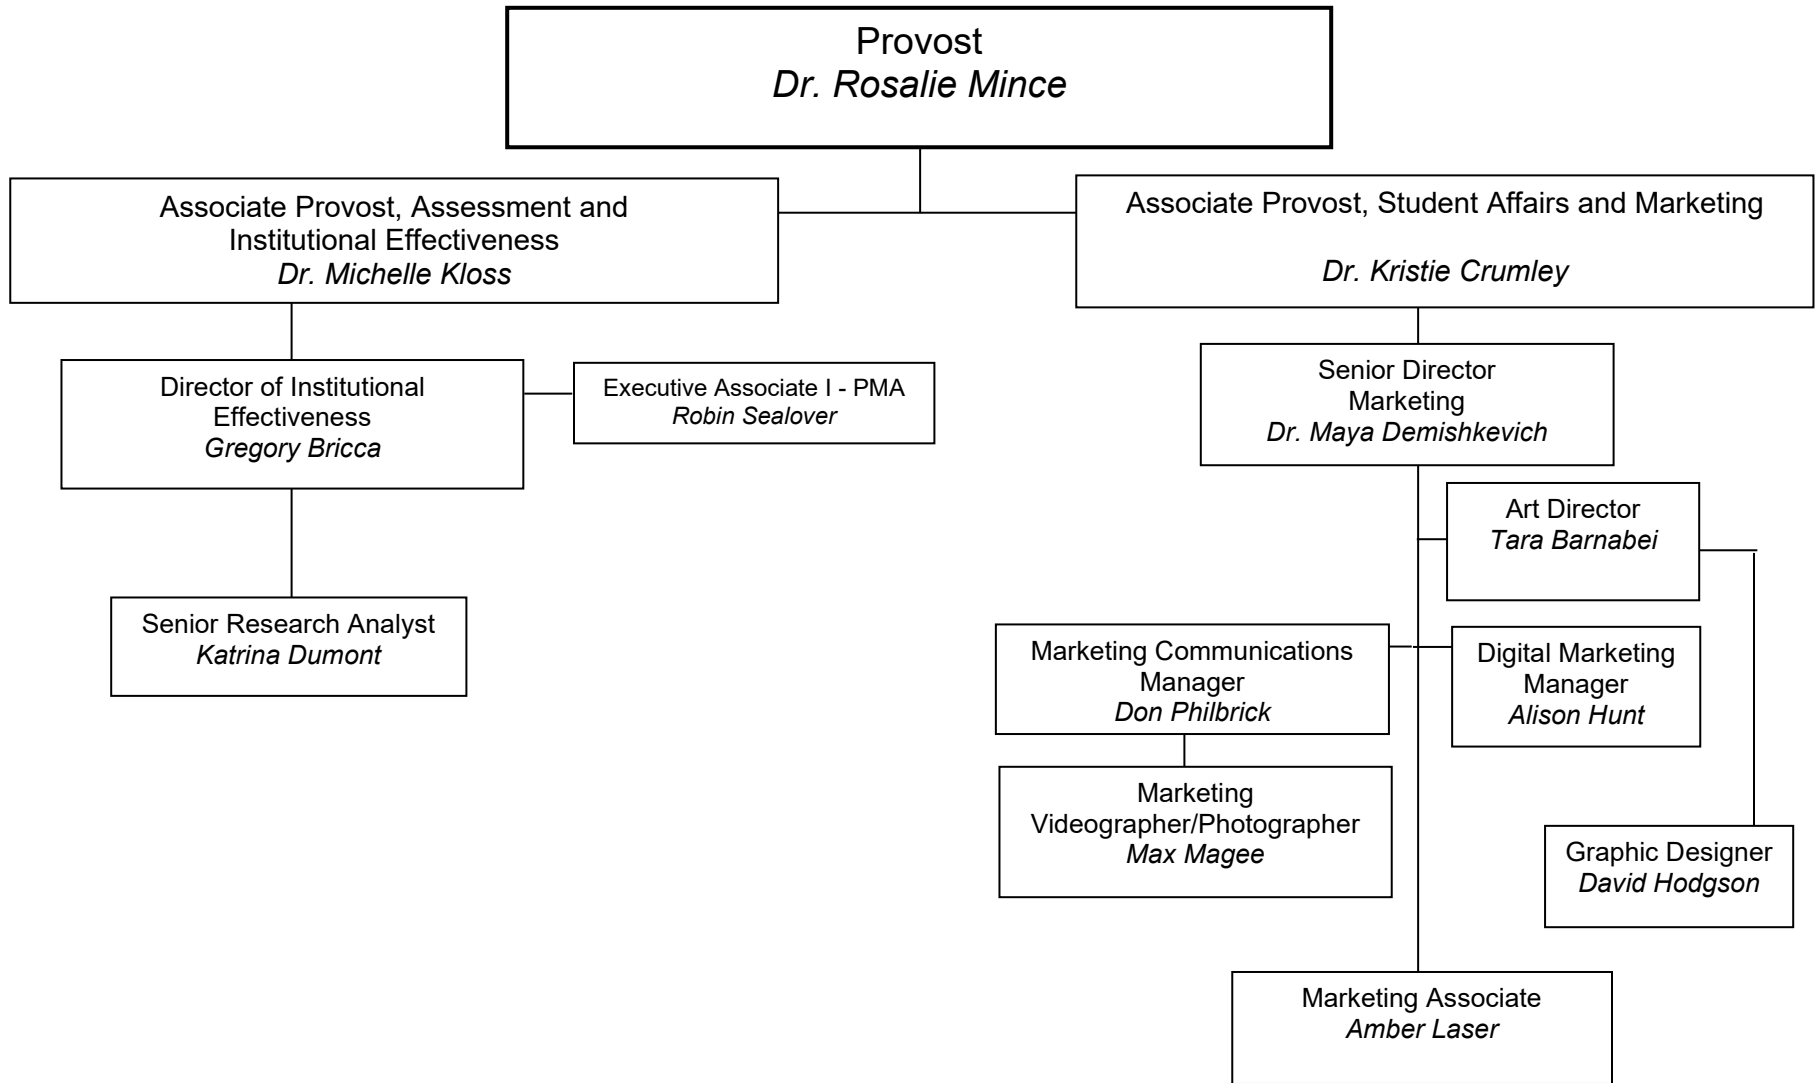 Provost
Dr. Rosalie Mince
Associate Provost, Assessment and
Institutional Effectiveness
Dr. Michelle Kloss
Associate Provost, Student Affairs and Marketing
Dr. Kristie Crumley
Director of Institutional
Effectiveness
Gregory Bricca
Executive Associate I - PMA
Robin Sealover
Senior Director
Marketing
Dr. Maya Demishkevich
Art Director
Tara Barnabei
Senior Research Analyst
Katrina Dumont
Marketing Communications
Manager
Don Philbrick
Digital Marketing
Manager
Alison Hunt
Marketing
Videographer/Photographer
Max Magee
Graphic Designer
David Hodgson
Marketing Associate
Amber Laser